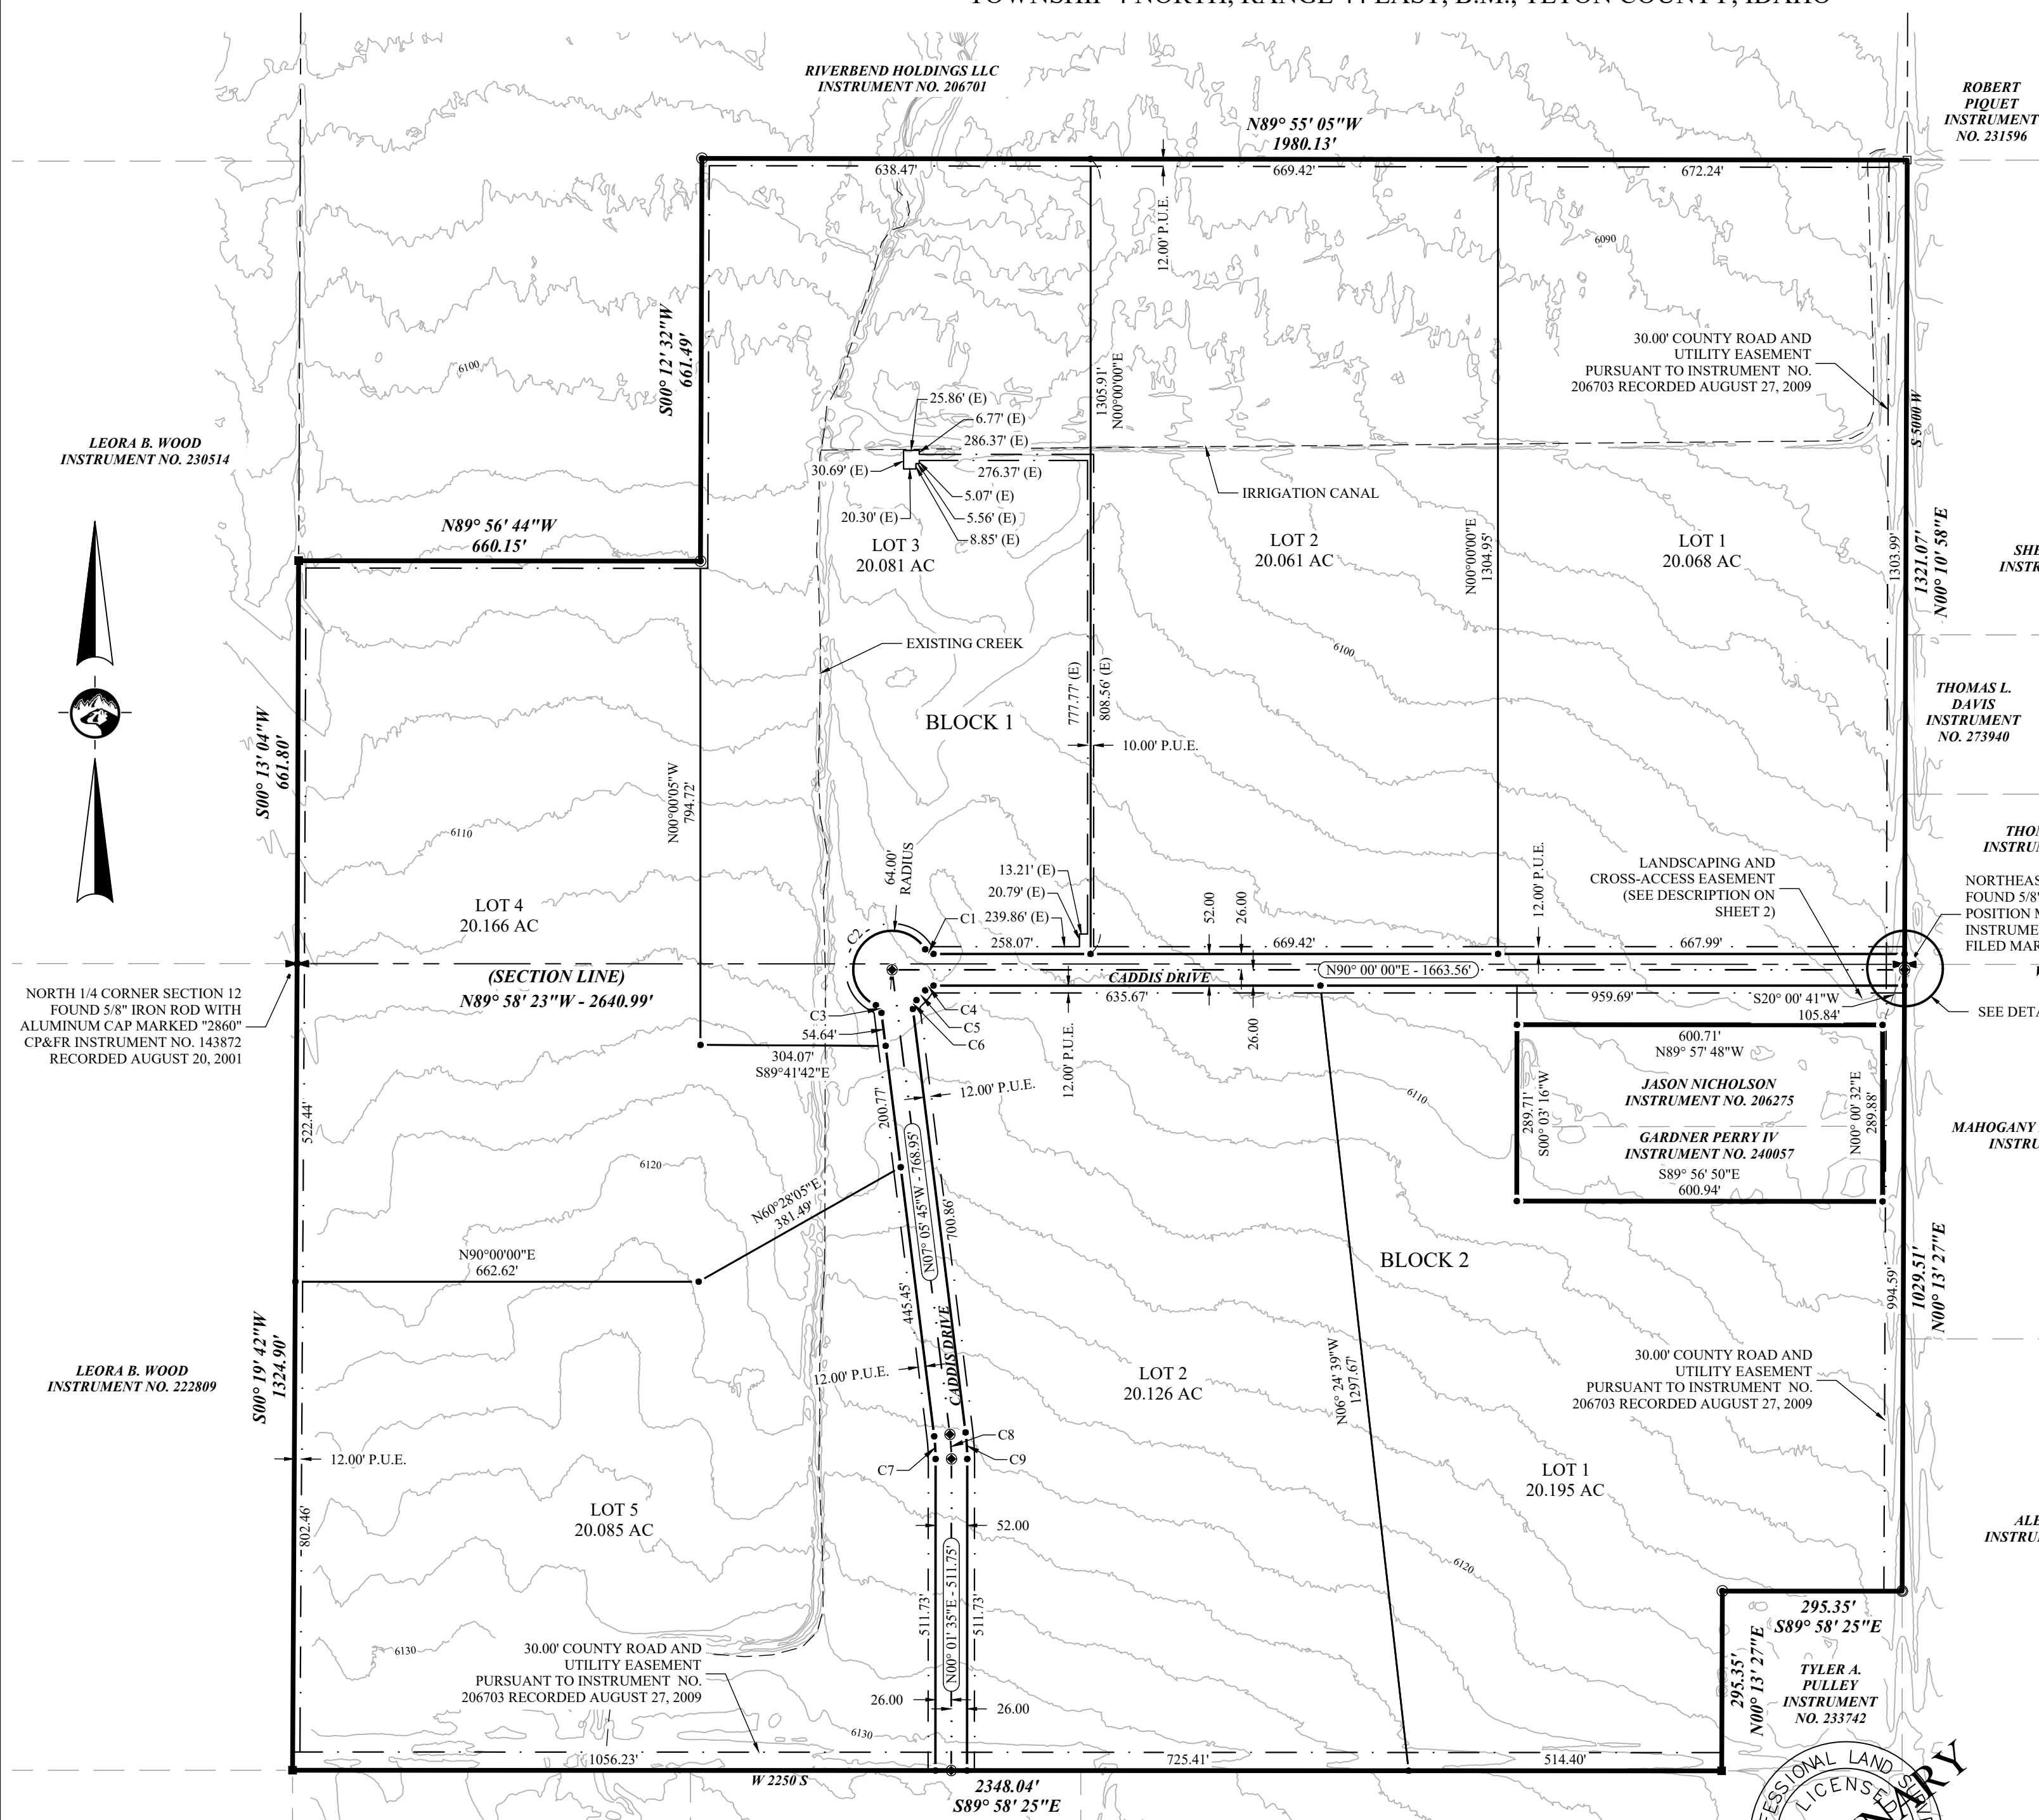 TOWNSHIP 4 NORTH, RANGE 44 EAST, B.M., TETON COUNTY, IDAHO
RIVERBEND HOLDINGS LLC
INSTRUMENT NO. 206701
ROBERT
PIQUET
INSTRUMENT
NO. 231596
N89° 55' 05"W
1980.13'
638.47'
669.42'
672.24'
12.00' P.U.E.
6090
S00° 12' 32"W
661.49'
6100
30.00' COUNTY ROAD AND
UTILITY EASEMENT
PURSUANT TO INSTRUMENT NO.
206703 RECORDED AUGUST 27, 2009
S 5000 W
1305.91'
N00°00'00"E
25.86' (E)
6.77' (E)
286.37' (E)
30.69' (E)
276.37' (E)
5.07' (E)
20.30' (E)
5.56' (E)
8.85' (E)
IRRIGATION CANAL
LEORA B. WOOD
INSTRUMENT NO. 230514
N89° 56' 44"W
660.15'
LOT 3
20.081 AC
LOT 2
20.061 AC
N00°00'00"E
1304.95'
LOT 1
20.068 AC
1303.99'
1321.07'
N00° 10' 58"E
SHE
INSTR
EXISTING CREEK
6100
BLOCK 1
777.77' (E)
808.56' (E)
10.00' P.U.E.
THOMAS L.
DAVIS
INSTRUMENT
NO. 273940
S00° 13' 04"W
661.80'
N00°00'05"W
794.72'
6110
64.00'
RADIUS
13.21' (E)
20.79' (E)
239.86' (E)
C1
C2
258.07'
52.00
26.00
669.42'
12.00' P.U.E.
667.99'
LANDSCAPING AND
CROSS-ACCESS EASEMENT
(SEE DESCRIPTION ON
SHEET 2)
THO
INSTRU
NORTHEAS
FOUND 5/8"
POSITION M
INSTRUME
FILED MAR
LOT 4
20.166 AC
(SECTION LINE)
N89° 58' 23"W - 2640.99'
CADDIS DRIVE
N90° 00' 00"E - 1663.56'
635.67'
959.69'
S20° 00' 41"W
105.84'
SEE DETA
NORTH 1/4 CORNER SECTION 12
FOUND 5/8" IRON ROD WITH
ALUMINUM CAP MARKED "2860"
CP&FR INSTRUMENT NO. 143872
RECORDED AUGUST 20, 2001
C3
C4
C5
C6
54.64'
304.07'
S89°41'42"E
12.00' P.U.E.
12.00' P.U.E.
26.00
600.71'
N89° 57' 48"W
JASON NICHOLSON
INSTRUMENT NO. 206275
GARDNER PERRY IV
INSTRUMENT NO. 240057
S89° 56' 50"E
600.94'
289.71'
S00° 03' 16"W
N00° 00' 32"E
289.88'
MAHOGANY
INSTRU
6110
522.44'
200.77'
6120
N07° 05' 45"W - 768.95'
700.86'
N60°28'05"E
381.49'
N90°00'00"E
662.62'
445.45'
CADDIS DRIVE
BLOCK 2
994.59'
1029.51'
N00° 13' 27"E
LEORA B. WOOD
INSTRUMENT NO. 222809
S00° 19' 42"W
1324.90'
12.00' P.U.E.
LOT 2
20.126 AC
N06° 24' 39"W
1297.67'
30.00' COUNTY ROAD AND
UTILITY EASEMENT
PURSUANT TO INSTRUMENT NO.
206703 RECORDED AUGUST 27, 2009
12.00' P.U.E.
C7
C8
C9
LOT 1
20.195 AC
802.46'
LOT 5
20.085 AC
52.00
ALE
INSTRU
6120
511.73'
N00° 01' 35"E - 511.75'
511.73'
295.35'
S89° 58' 25"E
295.35'
N00° 13' 27"E
TYLER A.
PULLEY
INSTRUMENT
NO. 233742
6130
30.00' COUNTY ROAD AND
UTILITY EASEMENT
PURSUANT TO INSTRUMENT NO.
206703 RECORDED AUGUST 27, 2009
26.00
26.00
6130
1056.23'
725.41'
514.40'
W 2250 S
2348.04'
S89° 58' 25"E
ESSIONAL LAND SURV
LICENSED
ARY